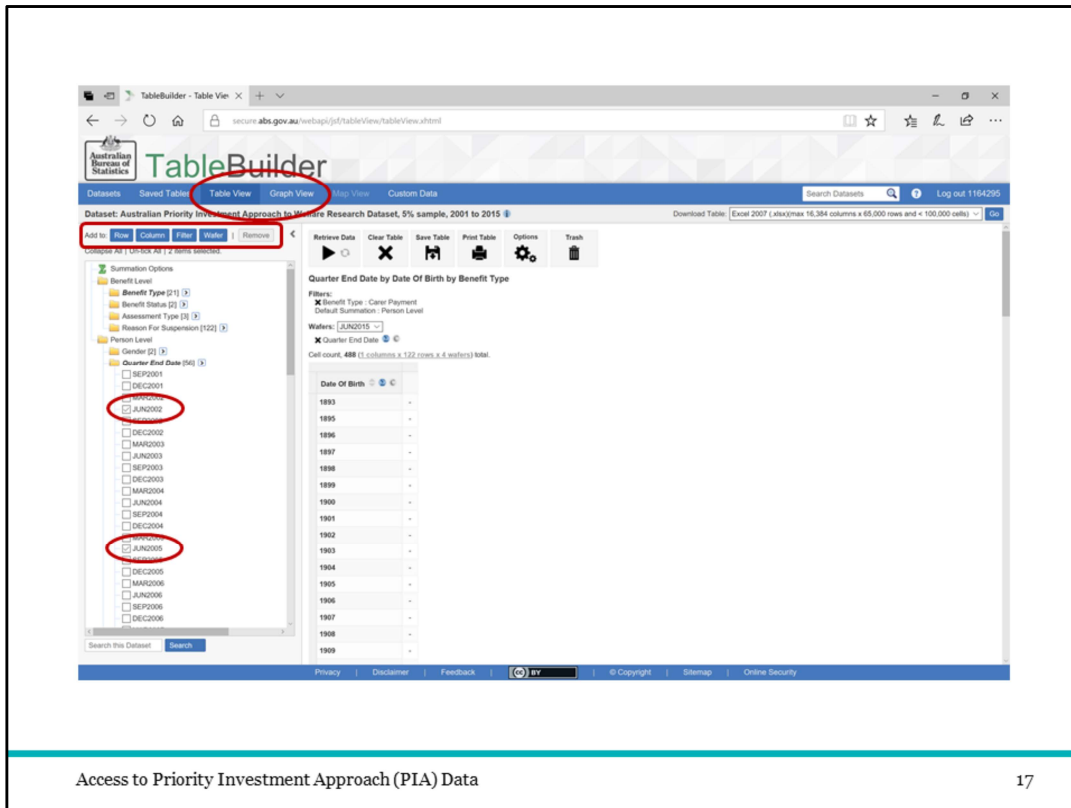 TableBuilder - Table Vie
secure.abs.gov.au/webapi/jsf/tableView/tableView.xhtml
Australian
Bureau of
Statistics
TableBuilder
Datasets Saved Tables Table View Graph View Map View Custom Data Search Datasets Log out 1164295
Dataset: Australian Priority Investment Approach to Welfare Research Dataset, 5% sample, 2001 to 2015 Download Table: Excel 2007 (.xlsx)(max 16,384 columns x 65,000 rows and < 100,000 cells) Go
Add to: Row Column Filter Wafer | Remove
Collapse All | Un-tick All | 2 items selected.
Summation Options
Benefit Level
Benefit Type [21]
Benefit Status [2]
Assessment Type [3]
Reason For Suspension [122]
Person Level
Gender [2]
Quarter End Date [56]
SEP2001
DEC2001
MAR2002
JUN2002
SEP2002
DEC2002
MAR2003
JUN2003
SEP2003
DEC2003
MAR2004
JUN2004
SEP2004
DEC2004
MAR2005
JUN2005
SEP2005
DEC2005
MAR2006
JUN2006
SEP2006
DEC2006
Search this Dataset Search
Retrieve Data Clear Table Save Table Print Table Options Trash
Quarter End Date by Date Of Birth by Benefit Type
Filters:
Benefit Type : Carer Payment
Default Summation : Person Level
Wafers: JUN2015
Quarter End Date
Cell count, 488 (1 columns x 122 rows x 4 wafers) total.
Date Of Birth
1893 -
1895 -
1896 -
1897 -
1898 -
1899 -
1900 -
1901 -
1902 -
1903 -
1904 -
1905 -
1906 -
1907 -
1908 -
1909 -
Privacy | Disclaimer | Feedback | (cc) BY | © Copyright | Sitemap | Online Security
Access to Priority Investment Approach (PIA) Data 17